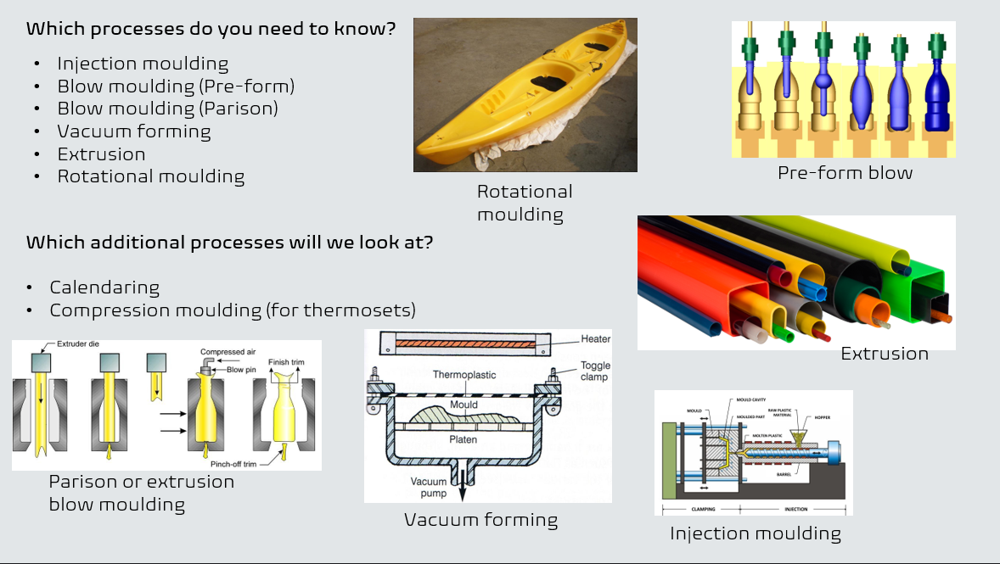 Which processes do you need to know?
• Injection moulding
• Blow moulding (Pre-form)
• Blow moulding (Parison)
• Vacuum forming
• Extrusion
• Rotational moulding
Rotational
moulding
Pre-form blow
Which additional processes will we look at?
• Calendaring
• Compression moulding (for thermosets)
Extrusion
Extruder die
Compressed air
Blow pin
Finish trim
Pinch-off trim
Parison or extrusion
blow moulding
Heater
Toggle
clamp
Thermoplastic
Mould
Platen
Vacuum
pump
Vacuum forming
MOULD CAVITY
MOULD
MOULDED PART
RAW PLASTIC
MATERIAL
HOPPER
MOLTEN PLASTIC
BARREL
CLAMPING
INJECTION
Injection moulding